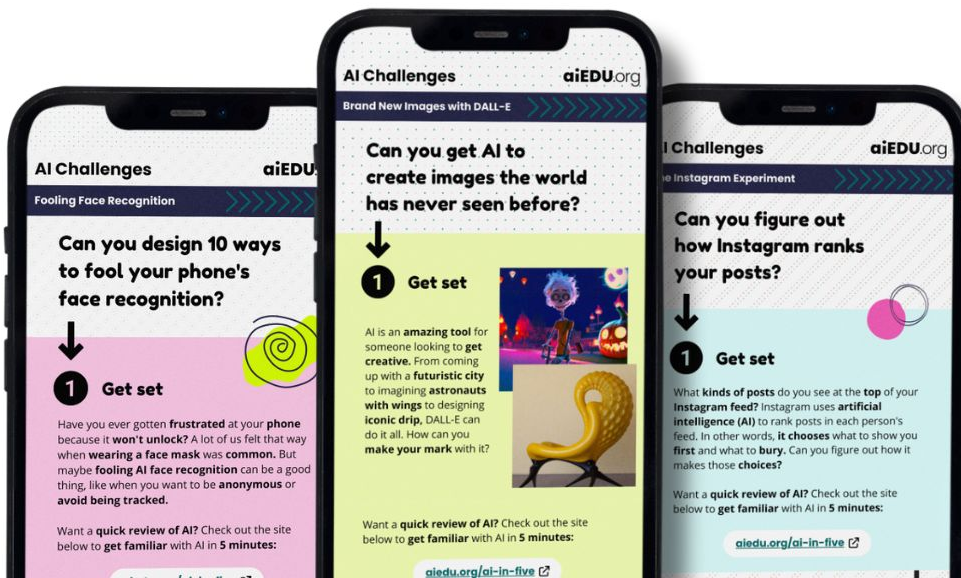 AI Challenges
aiEDU
Fooling Face Recognition
Can you design 10 ways
to fool your phone's
face recognition?
1 Get set
Have you ever gotten frustrated at your phone
because it won't unlock? A lot of us felt that way
when wearing a face mask was common. But
maybe fooling AI face recognition can be a good
thing, like when you want to be anonymous or
avoid being tracked.
Want a quick review of AI? Check out the site
below to get familiar with AI in 5 minutes:
AI Challenges
aiEDU.org
Brand New Images with DALL-E
Can you get AI to
create images the world
has never seen before?
1 Get set
AI is an amazing tool for
someone looking to get
creative. From coming
up with a futuristic city
to imagining astronauts
with wings to designing
iconic drip, DALL-E can
do it all. How can you
make your mark with it?
Want a quick review of AI? Check out the site
below to get familiar with AI in 5 minutes:
aiedu.org/ai-in-five
I Challenges
aiEDU.org
e Instagram Experiment
Can you figure out
how Instagram ranks
your posts?
1 Get set
What kinds of posts do you see at the top of your
Instagram feed? Instagram uses artificial
intelligence (AI) to rank posts in each person's
feed. In other words, it chooses what to show you
first and what to bury. Can you figure out how it
makes those choices?
Want a quick review of AI? Check out the site
below to get familiar with AI in 5 minutes:
aiedu.org/ai-in-five